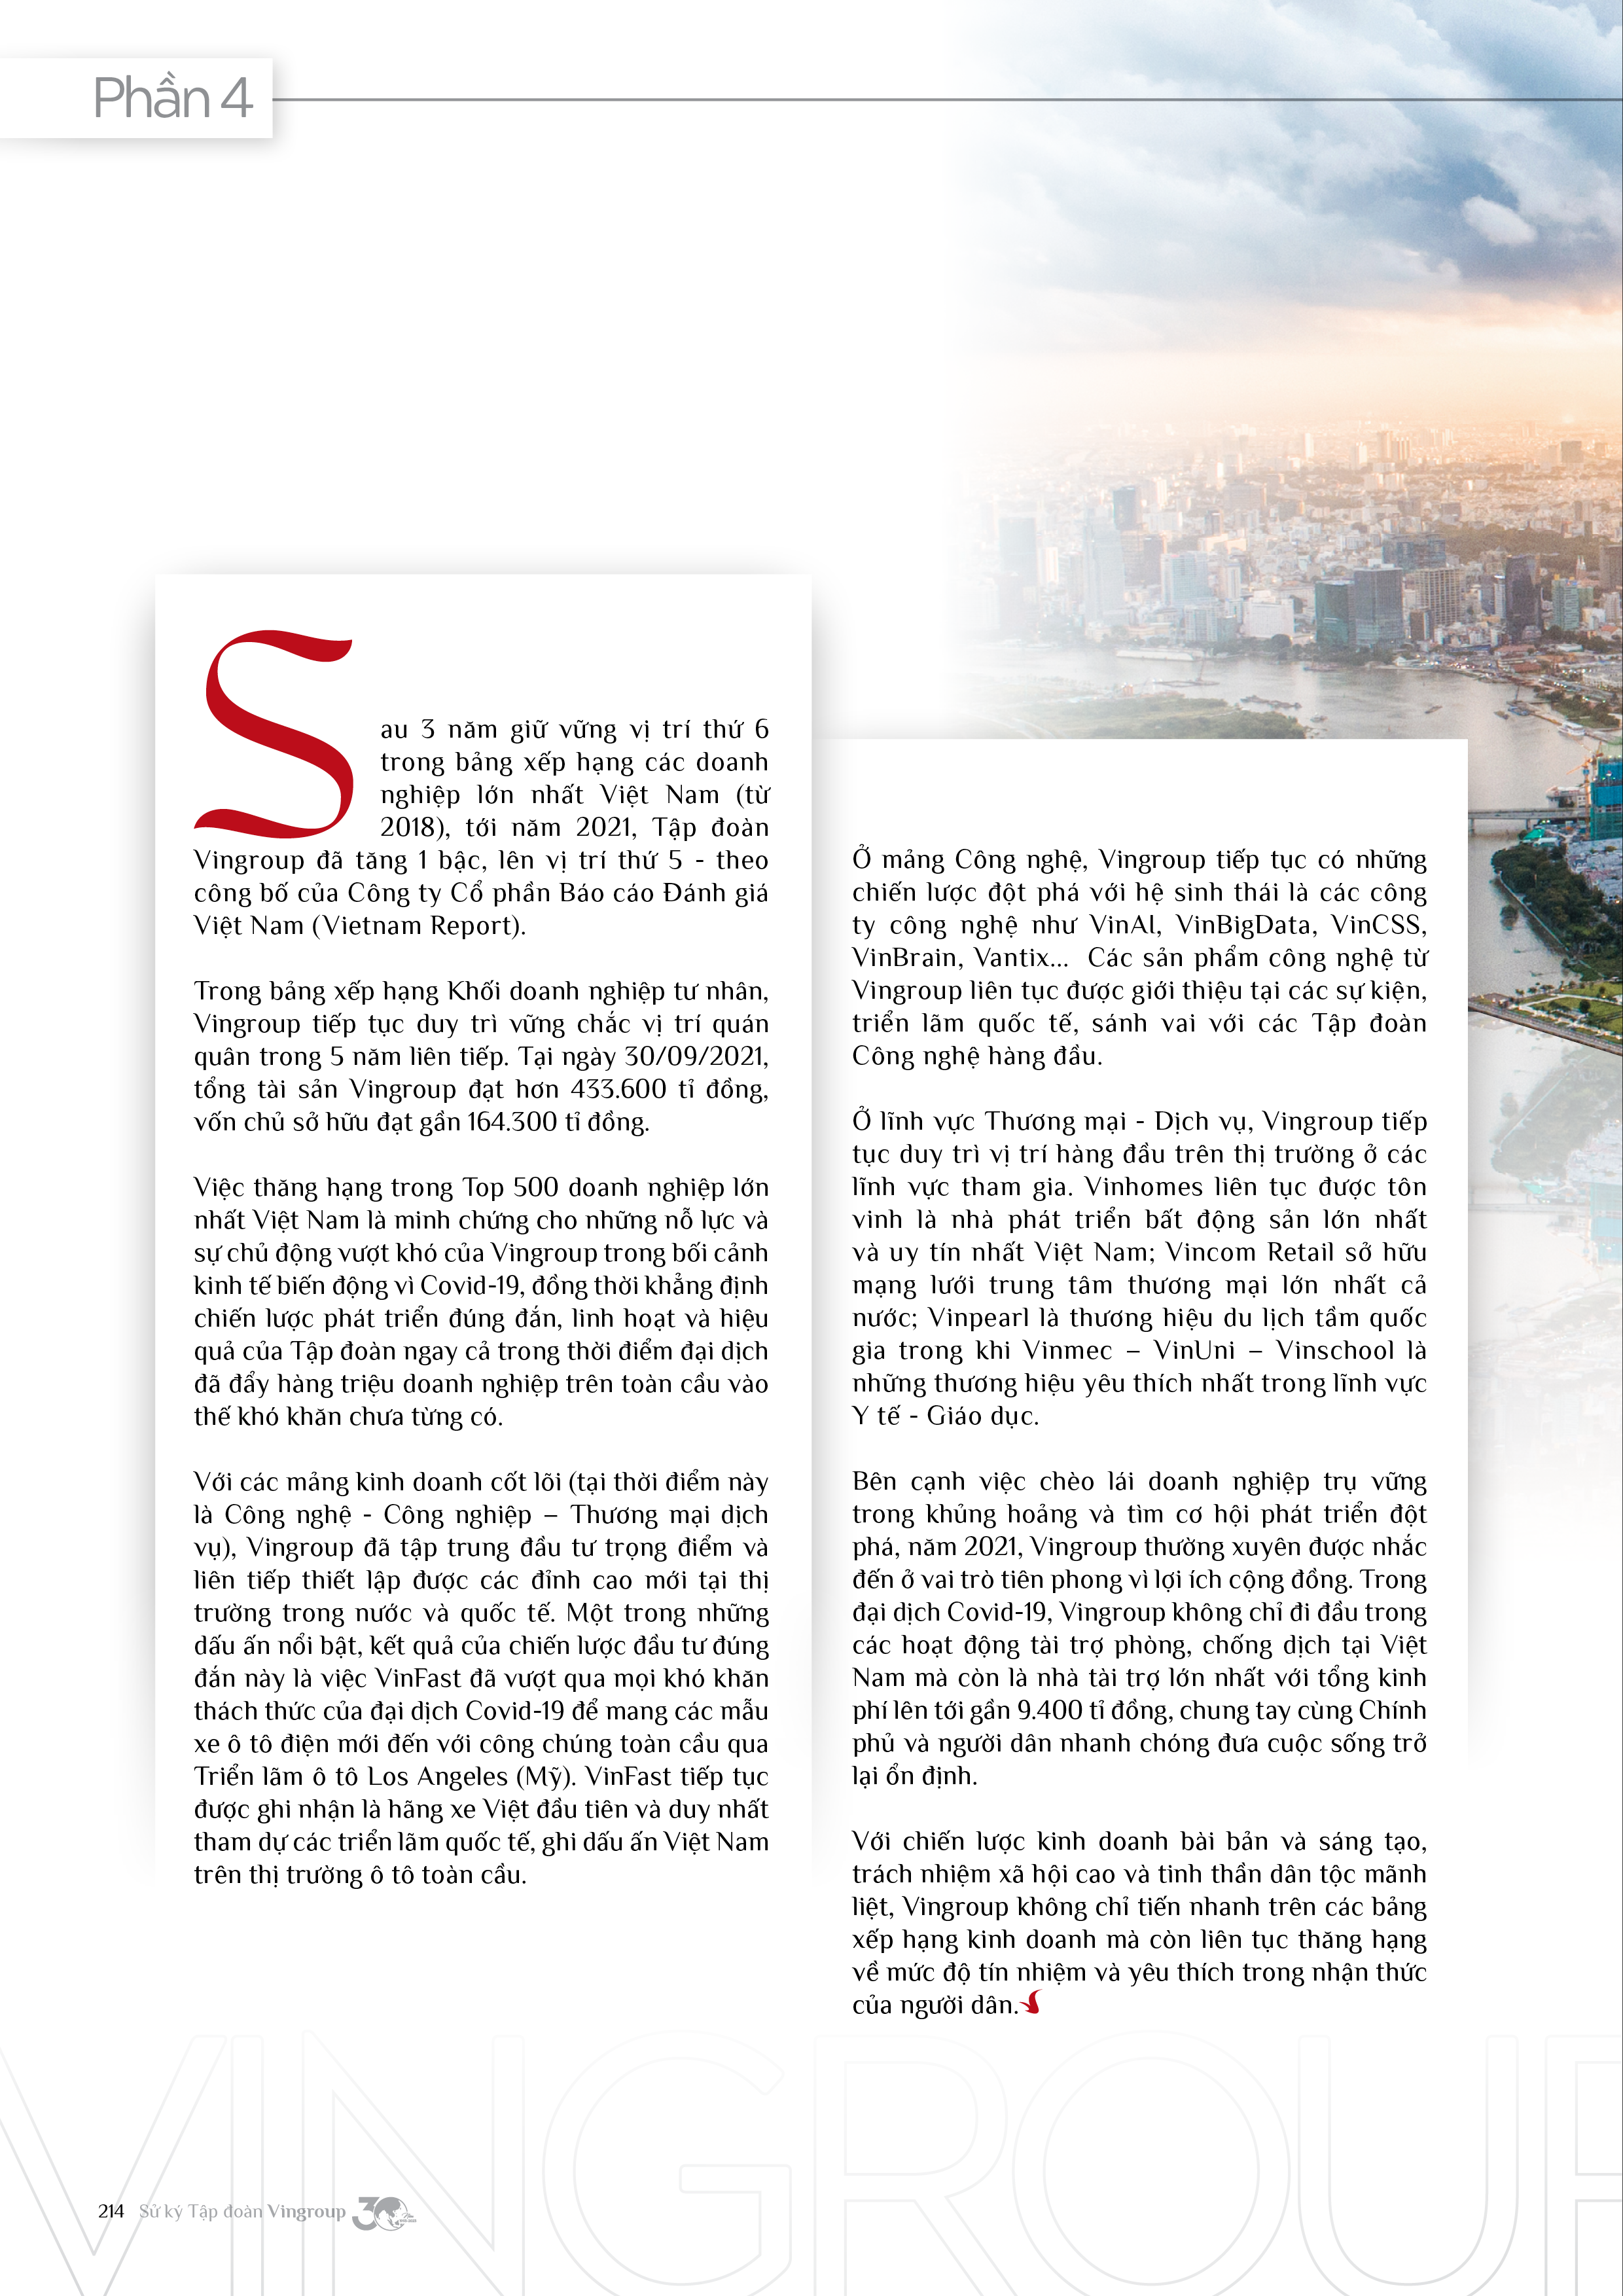 Phần 4
Sau 3 năm giữ vững vị trí thứ 6
trong bảng xếp hạng các doanh
nghiệp lớn nhất Việt Nam (từ
2018), tới năm 2021, Tập đoàn
Vingroup đã tăng 1 bậc, lên vị trí thứ 5 - theo
công bố của Công ty Cổ phần Báo cáo Đánh giá
Việt Nam (Vietnam Report).
Trong bảng xếp hạng Khối doanh nghiệp tư nhân,
Vingroup tiếp tục duy trì vững chắc vị trí quán
quân trong 5 năm liên tiếp. Tại ngày 30/09/2021,
tổng tài sản Vingroup đạt hơn 433.600 tỉ đồng,
vốn chủ sở hữu đạt gần 164.300 tỉ đồng.
Việc thăng hạng trong Top 500 doanh nghiệp lớn
nhất Việt Nam là minh chứng cho những nỗ lực và
sự chủ động vượt khó của Vingroup trong bối cảnh
kinh tế biến động vì Covid-19, đồng thời khẳng định
chiến lược phát triển đúng đắn, linh hoạt và hiệu
quả của Tập đoàn ngay cả trong thời điểm đại dịch
đã đẩy hàng triệu doanh nghiệp trên toàn cầu vào
thế khó khăn chưa từng có.
Với các mảng kinh doanh cốt lõi (tại thời điểm này
là Công nghệ - Công nghiệp – Thương mại dịch
vụ), Vingroup đã tập trung đầu tư trọng điểm và
liên tiếp thiết lập được các đỉnh cao mới tại thị
trường trong nước và quốc tế. Một trong những
dấu ấn nổi bật, kết quả của chiến lược đầu tư đúng
đắn này là việc VinFast đã vượt qua mọi khó khăn
thách thức của đại dịch Covid-19 để mang các mẫu
xe ô tô điện mới đến với công chúng toàn cầu qua
Triển lãm ô tô Los Angeles (Mỹ). VinFast tiếp tục
được ghi nhận là hãng xe Việt đầu tiên và duy nhất
tham dự các triển lãm quốc tế, ghi dấu ấn Việt Nam
trên thị trường ô tô toàn cầu.
Ở mảng Công nghệ, Vingroup tiếp tục có những
chiến lược đột phá với hệ sinh thái là các công
ty công nghệ như VinAI, VinBigData, VinCSS,
VinBrain, Vantix... Các sản phẩm công nghệ từ
Vingroup liên tục được giới thiệu tại các sự kiện,
triển lãm quốc tế, sánh vai với các Tập đoàn
Công nghệ hàng đầu.
Ở lĩnh vực Thương mại - Dịch vụ, Vingroup tiếp
tục duy trì vị trí hàng đầu trên thị trường ở các
lĩnh vực tham gia. Vinhomes liên tục được tôn
vinh là nhà phát triển bất động sản lớn nhất
và uy tín nhất Việt Nam; Vincom Retail sở hữu
mạng lưới trung tâm thương mại lớn nhất cả
nước; Vinpearl là thương hiệu du lịch tầm quốc
gia trong khi Vinmec – VinUni – Vinschool là
những thương hiệu yêu thích nhất trong lĩnh vực
Y tế - Giáo dục.
Bên cạnh việc chèo lái doanh nghiệp trụ vững
trong khủng hoảng và tìm cơ hội phát triển đột
phá, năm 2021, Vingroup thường xuyên được nhắc
đến ở vai trò tiên phong vì lợi ích cộng đồng. Trong
đại dịch Covid-19, Vingroup không chỉ đi đầu trong
các hoạt động tài trợ phòng, chống dịch tại Việt
Nam mà còn là nhà tài trợ lớn nhất với tổng kinh
phí lên tới gần 9.400 tỉ đồng, chung tay cùng Chính
phủ và người dân nhanh chóng đưa cuộc sống trở
lại ổn định.
Với chiến lược kinh doanh bài bản và sáng tạo,
trách nhiệm xã hội cao và tinh thần dân tộc mãnh
liệt, Vingroup không chỉ tiến nhanh trên các bảng
xếp hạng kinh doanh mà còn liên tục thăng hạng
về mức độ tín nhiệm và yêu thích trong nhận thức
của người dân.
VINGROUP
214 Sử ký Tập đoàn Vingroup 30